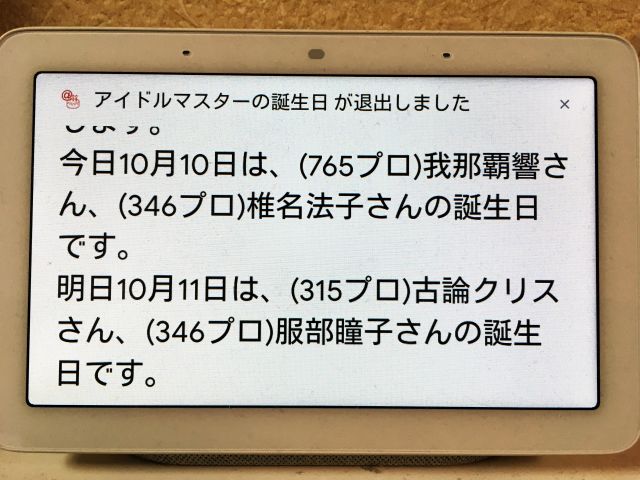 アイドルマスターの誕生日 が退出しました ×
します。
今日10月10日は、(765プロ)我那覇響さ
ん、(346プロ)椎名法子さんの誕生日
です。
明日10月11日は、(315プロ)古論クリス
さん、(346プロ)服部瞳子さんの誕生
日です。